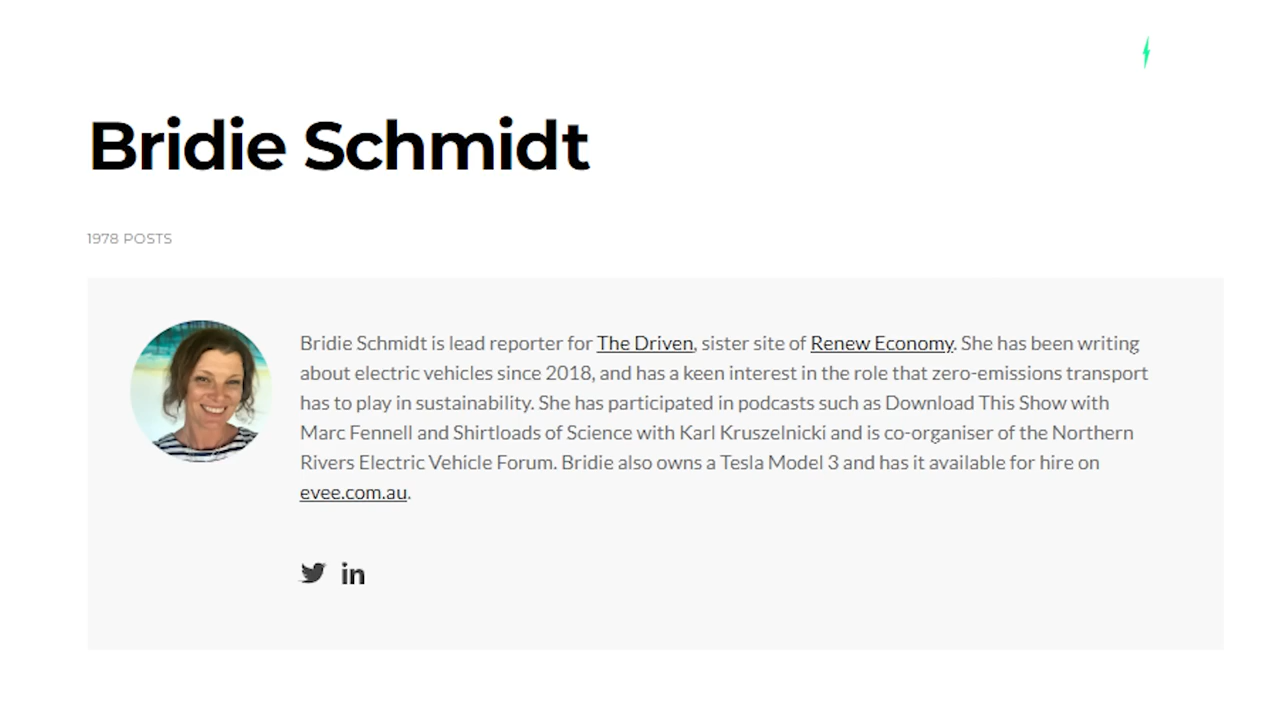 Bridie Schmidt
1978 POSTS
Bridie Schmidt is lead reporter for The Driven, sister site of Renew Economy. She has been writing
about electric vehicles since 2018, and has a keen interest in the role that zero-emissions transport
has to play in sustainability. She has participated in podcasts such as Download This Show with
Marc Fennell and Shirtloads of Science with Karl Kruszelnicki and is co-organiser of the Northern
Rivers Electric Vehicle Forum. Bridie also owns a Tesla Model 3 and has it available for hire on
evee.com.au.
in